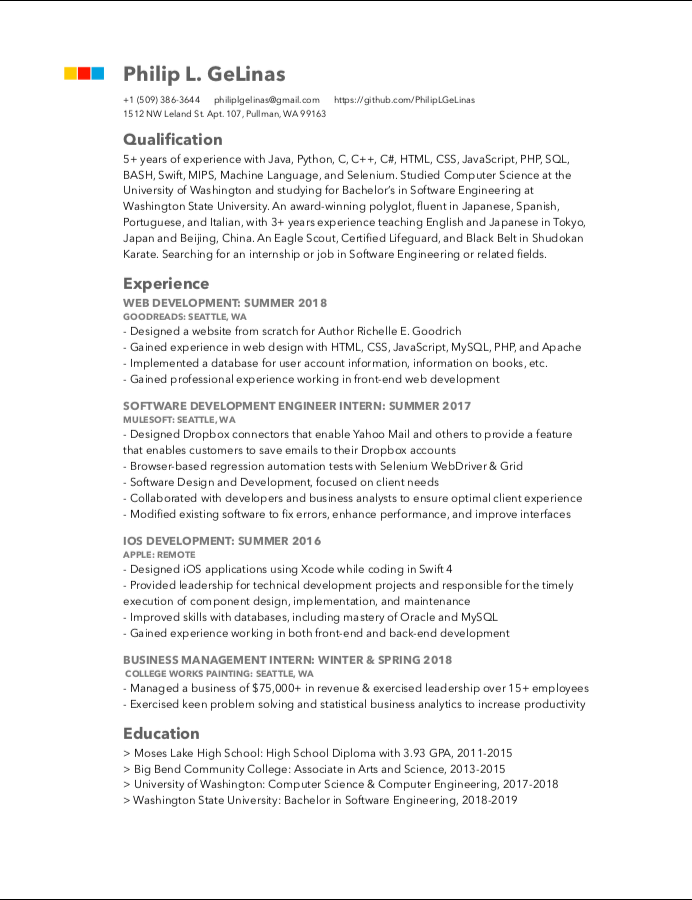 Philip L. GeLinas
+1 (509) 386-3644 philiplgelinas@gmail.com https://github.com/PhilipLGeLinas
1512 NW Leland St. Apt. 107, Pullman, WA 99163
Qualification
5+ years of experience with Java, Python, C, C++, C#, HTML, CSS, JavaScript, PHP, SQL,
BASH, Swift, MIPS, Machine Language, and Selenium. Studied Computer Science at the
University of Washington and studying for Bachelor's in Software Engineering at
Washington State University. An award-winning polyglot, fluent in Japanese, Spanish,
Portuguese, and Italian, with 3+ years experience teaching English and Japanese in Tokyo,
Japan and Beijing, China. An Eagle Scout, Certified Lifeguard, and Black Belt in Shudokan
Karate. Searching for an internship or job in Software Engineering or related fields.
Experience
WEB DEVELOPMENT: SUMMER 2018
GOODREADS: SEATTLE, WA
- Designed a website from scratch for Author Richelle E. Goodrich
- Gained experience in web design with HTML, CSS, JavaScript, MySQL, PHP, and Apache
- Implemented a database for user account information, information on books, etc.
- Gained professional experience working in front-end web development
SOFTWARE DEVELOPMENT ENGINEER INTERN: SUMMER 2017
MULESOFT: SEATTLE, WA
- Designed Dropbox connectors that enable Yahoo Mail and others to provide a feature
that enables customers to save emails to their Dropbox accounts
- Browser-based regression automation tests with Selenium WebDriver & Grid
- Software Design and Development, focused on client needs
- Collaborated with developers and business analysts to ensure optimal client experience
- Modified existing software to fix errors, enhance performance, and improve interfaces
IOS DEVELOPMENT: SUMMER 2016
APPLE: REMOTE
- Designed iOS applications using Xcode while coding in Swift 4
- Provided leadership for technical development projects and responsible for the timely
execution of component design, implementation, and maintenance
- Improved skills with databases, including mastery of Oracle and MySQL
- Gained experience working in both front-end and back-end development
BUSINESS MANAGEMENT INTERN: WINTER & SPRING 2018
COLLEGE WORKS PAINTING: SEATTLE, WA
- Managed a business of $75,000+ in revenue & exercised leadership over 15+ employees
- Exercised keen problem solving and statistical business analytics to increase productivity
Education
> Moses Lake High School: High School Diploma with 3.93 GPA, 2011-2015
> Big Bend Community College: Associate in Arts and Science, 2013-2015
> University of Washington: Computer Science & Computer Engineering, 2017-2018
> Washington State University: Bachelor in Software Engineering, 2018-2019